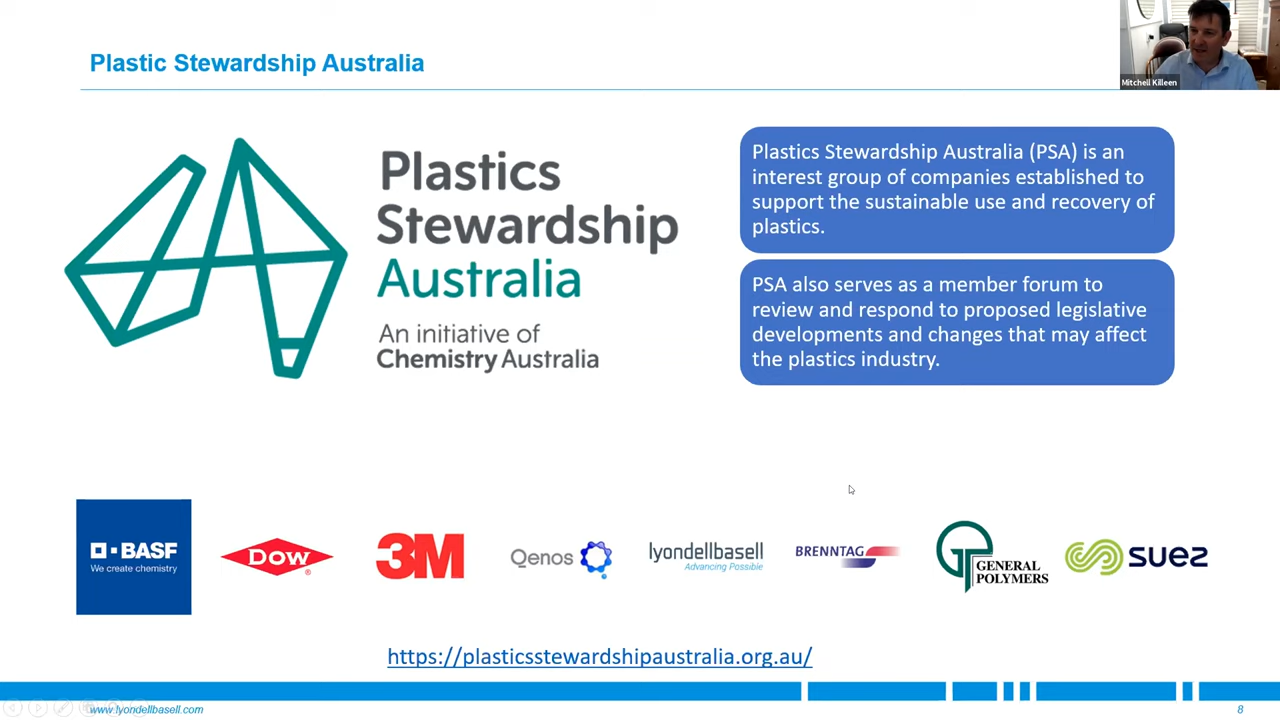 Plastic Stewardship Australia
Mitchell Killeen
Plastics
Stewardship
Australia
An initiative of
Chemistry Australia
Plastics Stewardship Australia (PSA) is an
interest group of companies established to
support the sustainable use and recovery of
plastics.
PSA also serves as a member forum to
review and respond to proposed legislative
developments and changes that may affect
the plastics industry.
BASF
We create chemistry
Dow
®
3M
Qenos
lyondellbasell
Advancing Possible
BRENNTAG
GENERAL
POLYMERS
suez
https://plasticsstewardshipaustralia.org.au/
www.lyondellbasell.com
8